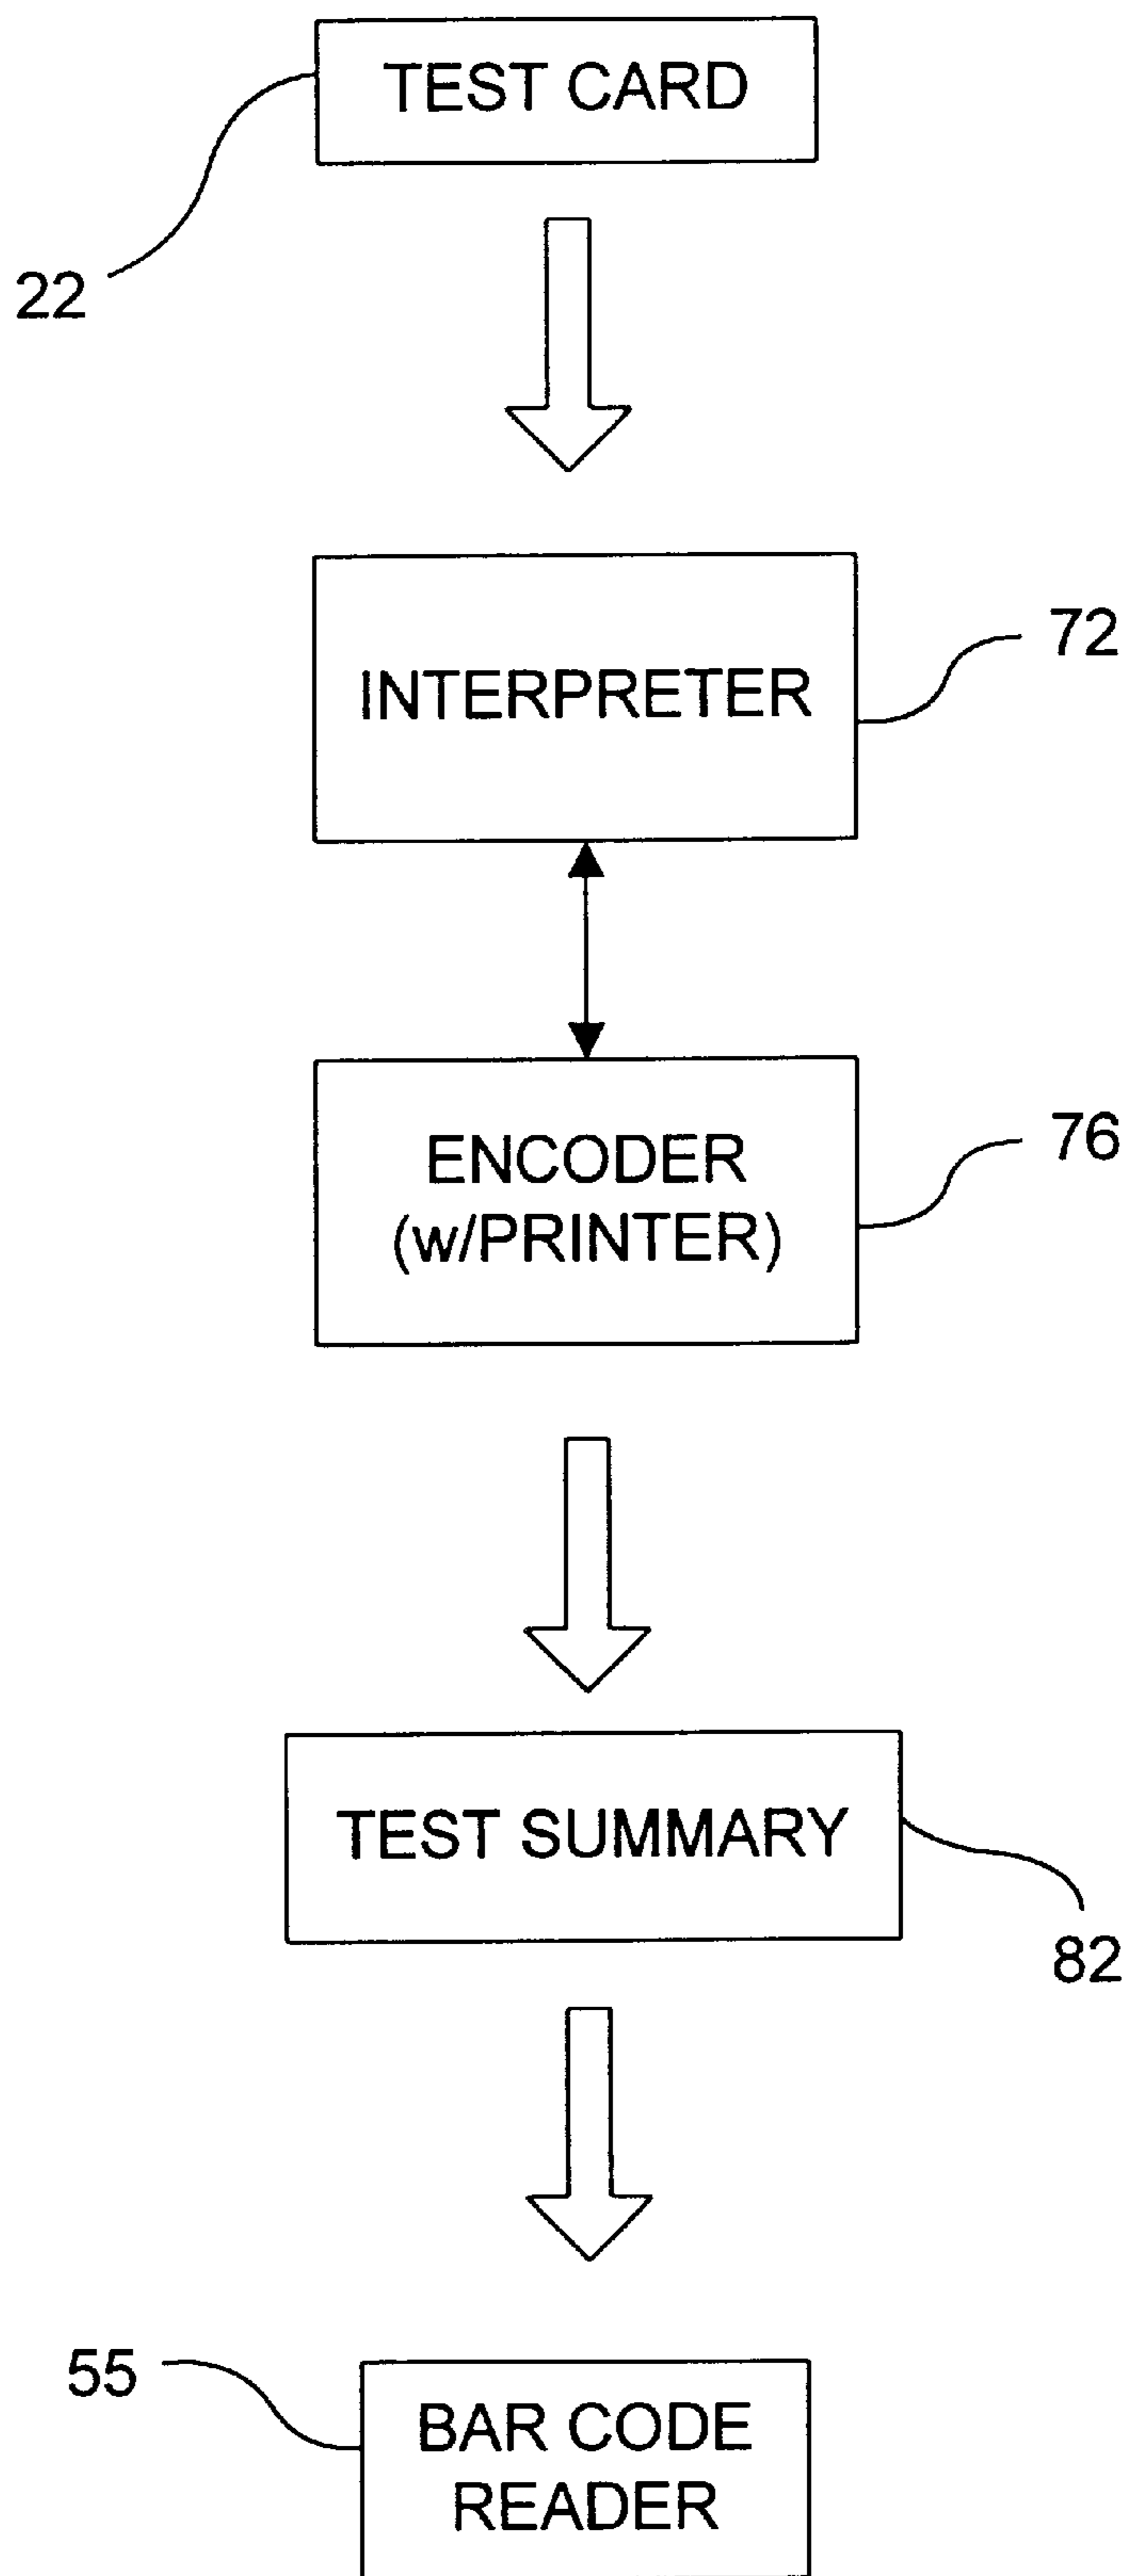 TEST CARD
22
INTERPRETER
72
ENCODER
(w/PRINTER)
76
TEST SUMMARY
82
55
BAR CODE
READER